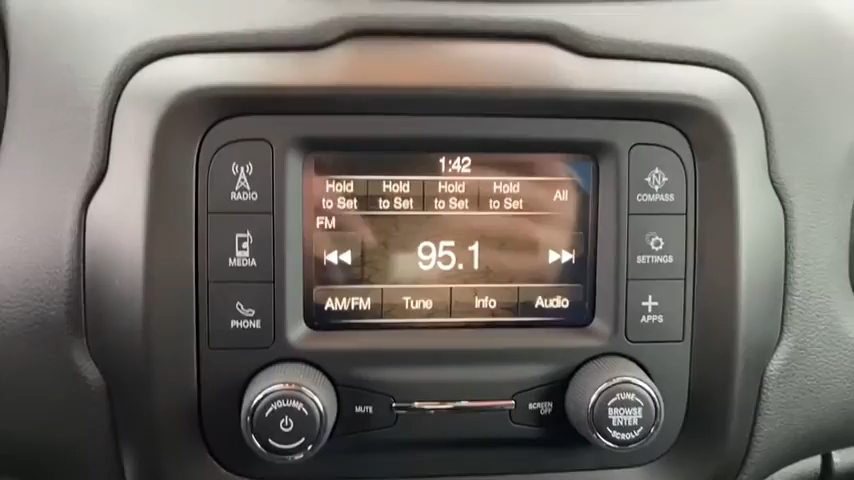 1:42
Hold Hold Hold Hold All
to Set to Set to Set to Set
FM
95.1
AM/FM Tune Info Audio
RADIO
MEDIA
PHONE
N
COMPASS
SETTINGS
APPS
VOLUME
MUTE
SCREEN
OFF
TUNE
BROWSE
ENTER
SCROLL